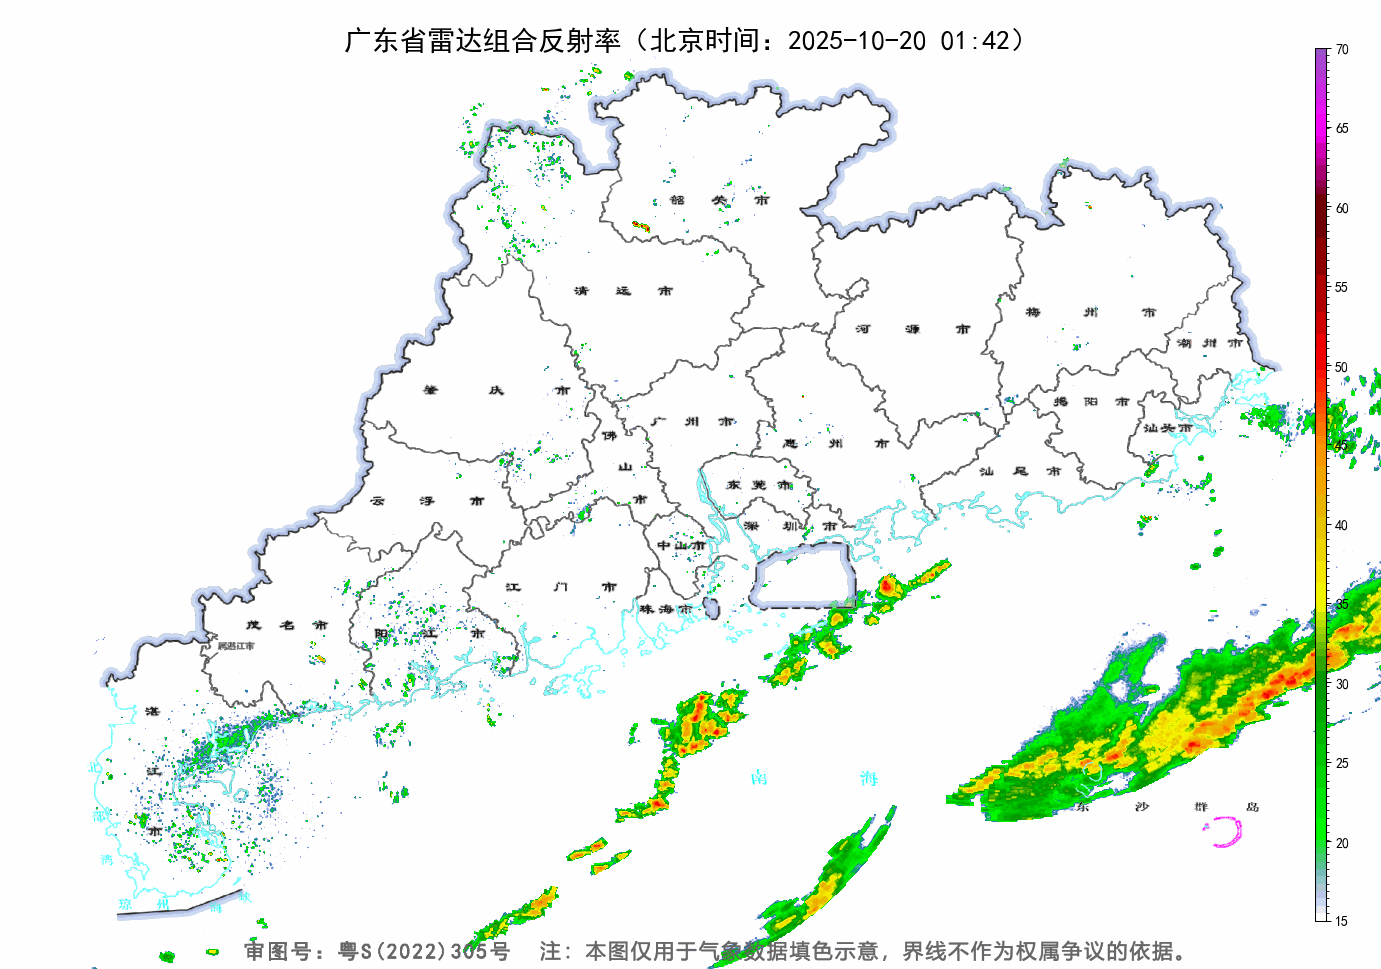 广东省雷达组合反射率（北京时间：2025-10-20 01:42）
70
65
60
55
50
45
40
35
30
25
20
15
韶 关 市
清 远 市
河 源 市
梅 州 市
潮 州 市
肇 庆 市
广 州 市
惠 州 市
揭 阳 市
汕头市
佛
山
市
云 浮 市
东 莞 市
汕 尾 市
深 圳 市
中山市
江 门 市
珠海市
茂 名 市
属湛江市
阳 江 市
湛
江
市
北
部
湾
琼 州 海 峡
南 海
东 沙 群 岛
审图号：粤S(2022)305号 注：本图仅用于气象数据填色示意，界线不作为权属争议的依据。